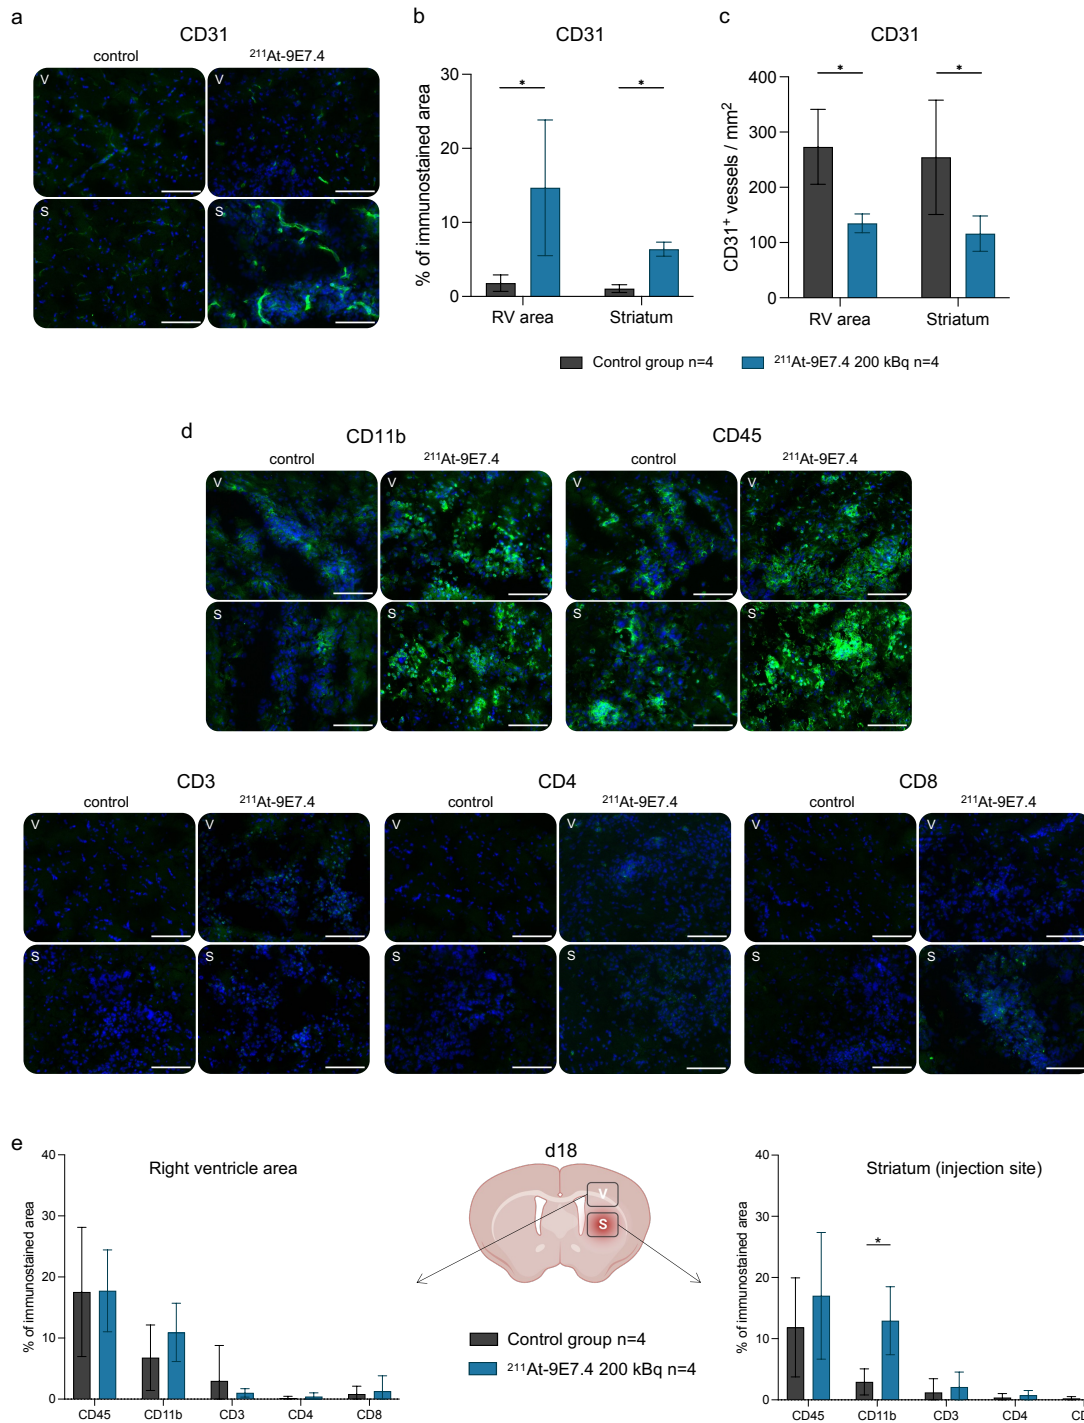 a
CD31
control
²¹¹At-9E7.4
V
S
S
b
CD31
% of immunostained area
30
20
10
0
*
*
RV area
Striatum
c
CD31
CD31⁺ vessels / mm²
400
300
200
100
0
*
*
RV area
Striatum
Control group n=4
²¹¹At-9E7.4 200 kBq n=4
d
CD11b
control
²¹¹At-9E7.4
V
V
S
S
CD45
control
²¹¹At-9E7.4
V
V
S
S
CD3
control
²¹¹At-9E7.4
V
V
S
S
CD4
control
²¹¹At-9E7.4
V
V
S
S
CD8
control
²¹¹At-9E7.4
V
V
S
S
e
Right ventricle area
% of immunostained area
40
30
20
10
0
CD45
CD11b
CD3
CD4
CD8
d18
V
S
Control group n=4
²¹¹At-9E7.4 200 kBq n=4
Striatum (injection site)
% of immunostained area
40
30
20
10
0
*
CD45
CD11b
CD3
CD4
CD